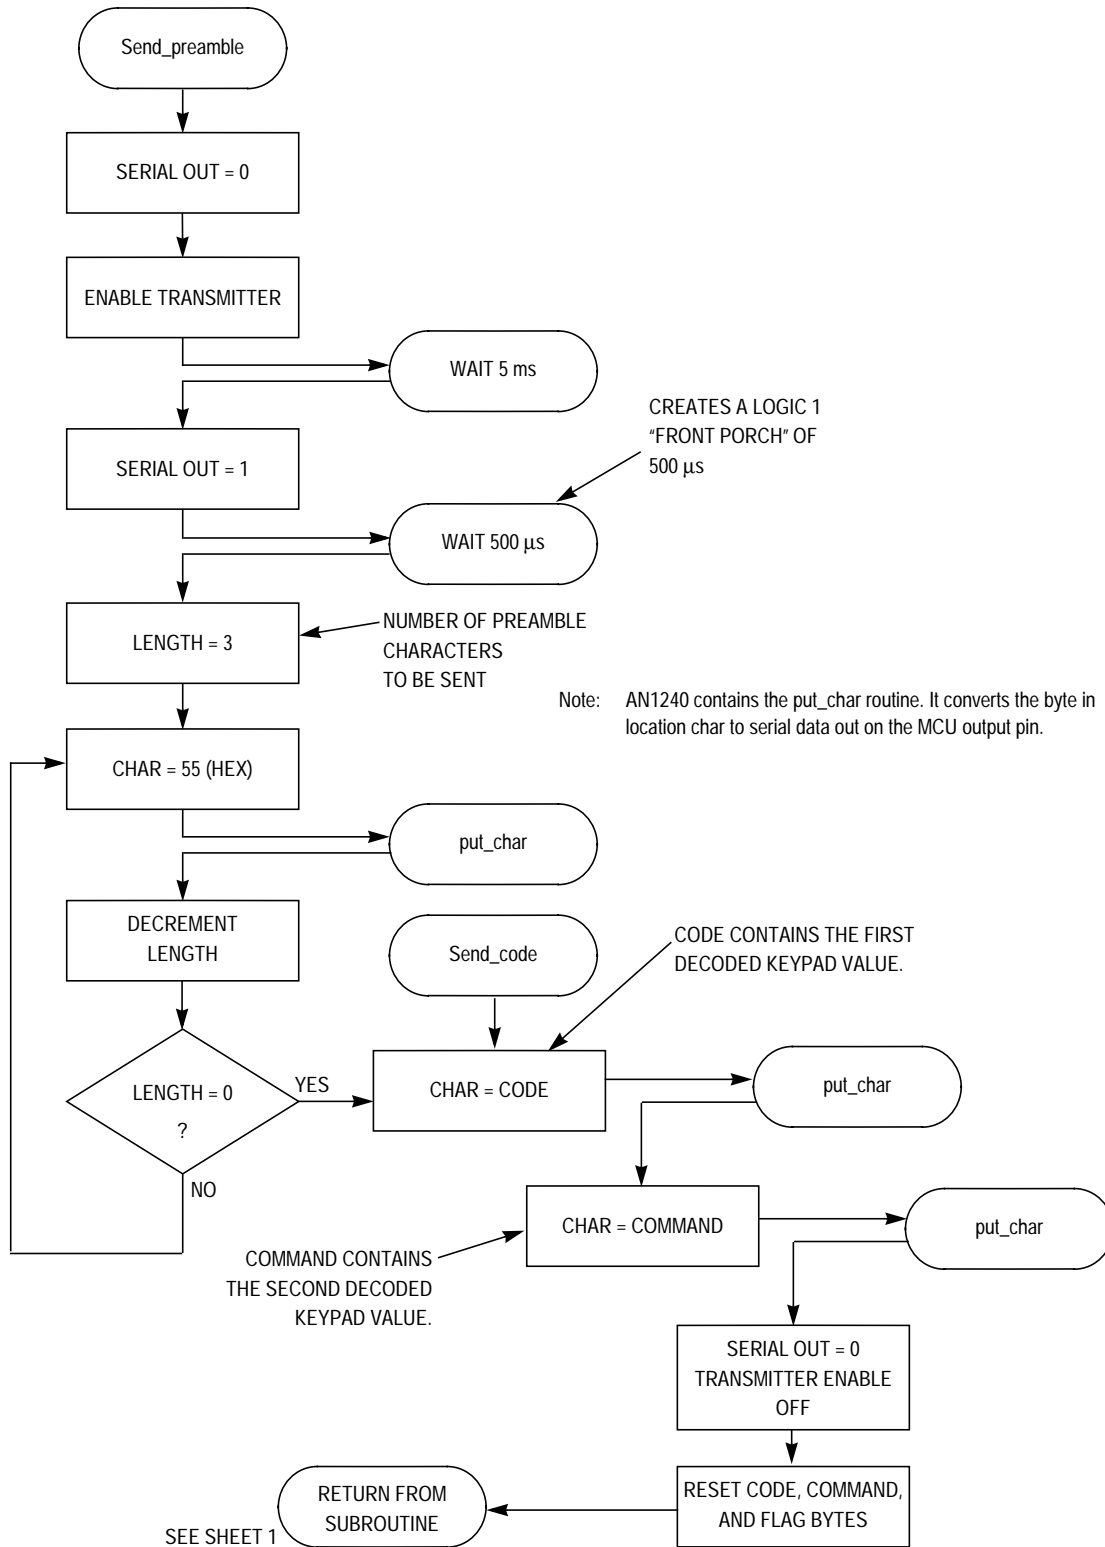 Send_preamble
SERIAL OUT = 0
ENABLE TRANSMITTER
WAIT 5 ms
CREATES A LOGIC 1
“FRONT PORCH” OF
500 µs
SERIAL OUT = 1
WAIT 500 µs
LENGTH = 3
NUMBER OF PREAMBLE
CHARACTERS
TO BE SENT
Note: AN1240 contains the put_char routine. It converts the byte in
location char to serial data out on the MCU output pin.
CHAR = 55 (HEX)
put_char
DECREMENT
LENGTH
Send_code
CODE CONTAINS THE FIRST
DECODED KEYPAD VALUE.
LENGTH = 0
?
YES
NO
CHAR = CODE
put_char
CHAR = COMMAND
put_char
COMMAND CONTAINS
THE SECOND DECODED
KEYPAD VALUE.
SERIAL OUT = 0
TRANSMITTER ENABLE
OFF
RESET CODE, COMMAND,
AND FLAG BYTES
RETURN FROM
SUBROUTINE
SEE SHEET 1